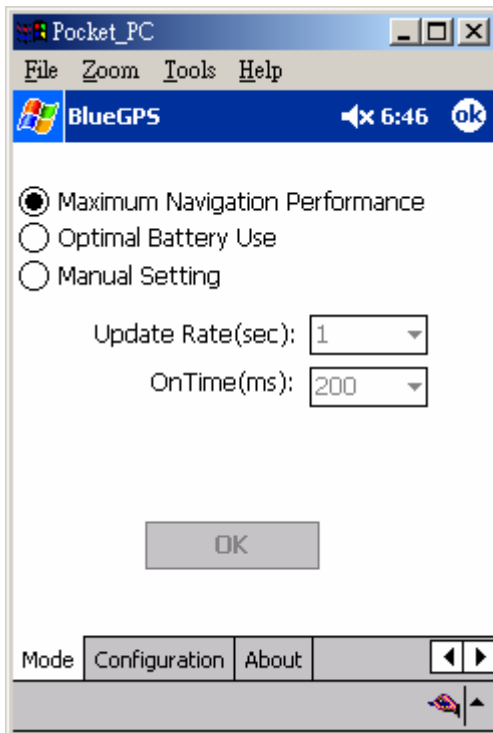 Pocket_PC
File Zoom Tools Help
BlueGPS 6:46 ok
Maximum Navigation Performance
Optimal Battery Use
Manual Setting
Update Rate(sec): 1
OnTime(ms): 200
OK
Mode Configuration About